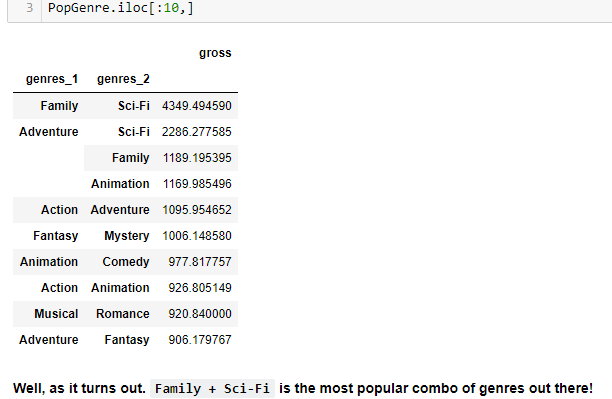 3 PopGenre.iloc[:10,]
gross
genres_1 genres_2
Family Sci-Fi 4349.494590
Adventure Sci-Fi 2286.277585
Family 1189.195395
Animation 1169.985496
Action Adventure 1095.954652
Fantasy Mystery 1006.148580
Animation Comedy 977.817757
Action Animation 926.805149
Musical Romance 920.840000
Adventure Fantasy 906.179767
Well, as it turns out. Family + Sci-Fi is the most popular combo of genres out there!